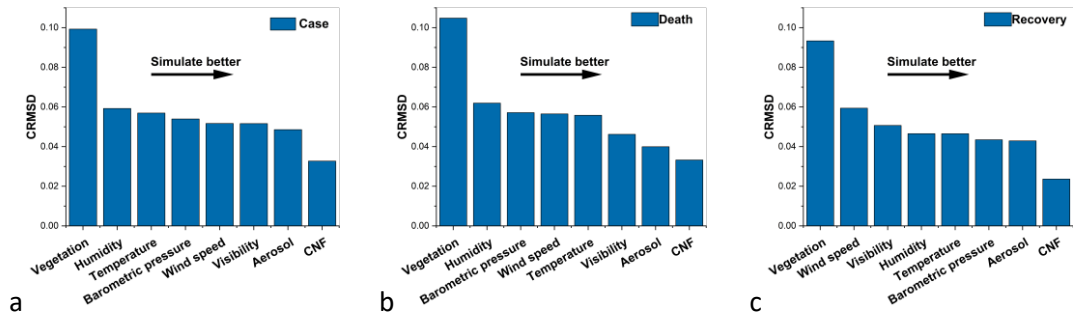 Case
Simulate better
CRMSD
0.10
0.08
0.06
0.04
0.02
0.00
Vegetation
Humidity
Temperature
Barometric pressure
Wind speed
Visibility
Aerosol
CNF
a
Death
Simulate better
CRMSD
0.10
0.08
0.06
0.04
0.02
0.00
Vegetation
Humidity
Barometric pressure
Wind speed
Temperature
Visibility
Aerosol
CNF
b
Recovery
Simulate better
CRMSD
0.10
0.08
0.06
0.04
0.02
0.00
Vegetation
Wind speed
Visibility
Humidity
Temperature
Barometric pressure
Aerosol
CNF
c